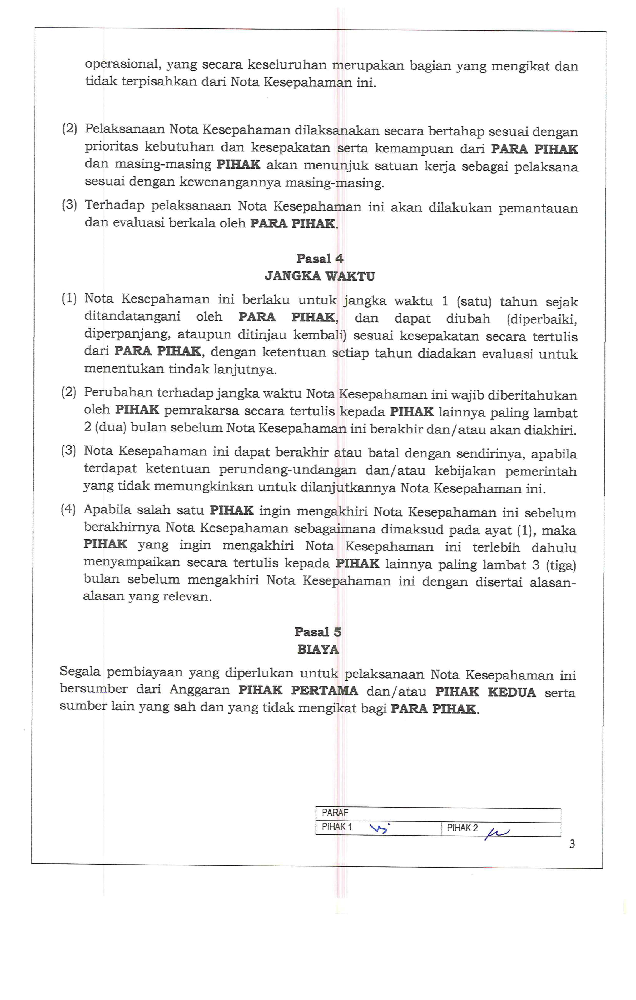 operasional, yang secara keseluruhan merupakan bagian yang mengikat dan
tidak terpisahkan dari Nota Kesepahaman ini.
(2) Pelaksanaan Nota Kesepahaman dilaksanakan secara bertahap sesuai dengan
prioritas kebutuhan dan kesepakatan serta kemampuan dari PARA PIHAK
dan masing-masing PIHAK akan menunjuk satuan kerja sebagai pelaksana
sesuai dengan kewenangannya masing-masing.
(3) Terhadap pelaksanaan Nota Kesepahaman ini akan dilakukan pemantauan
dan evaluasi berkala oleh PARA PIHAK.
Pasal 4
JANGKA WAKTU
(1) Nota Kesepahaman ini berlaku untuk jangka waktu 1 (satu) tahun sejak
ditandatangani oleh PARA PIHAK, dan dapat diubah (diperbaiki,
diperpanjang, ataupun ditinjau kembali) sesuai kesepakatan secara tertulis
dari PARA PIHAK, dengan ketentuan setiap tahun diadakan evaluasi untuk
menentukan tindak lanjutnya.
(2) Perubahan terhadap jangka waktu Nota Kesepahaman ini wajib diberitahukan
oleh PIHAK pemrakarsa secara tertulis kepada PIHAK lainnya paling lambat
2 (dua) bulan sebelum Nota Kesepahaman ini berakhir dan/atau akan diakhiri.
(3) Nota Kesepahaman ini dapat berakhir atau batal dengan sendirinya, apabila
terdapat ketentuan perundang-undangan dan/atau kebijakan pemerintah
yang tidak memungkinkan untuk dilanjutkannya Nota Kesepahaman ini.
(4) Apabila salah satu PIHAK ingin mengakhiri Nota Kesepahaman ini sebelum
berakhirnya Nota Kesepahaman sebagaimana dimaksud pada ayat (1), maka
PIHAK yang ingin mengakhiri Nota Kesepahaman ini terlebih dahulu
menyampaikan secara tertulis kepada PIHAK lainnya paling lambat 3 (tiga)
bulan sebelum mengakhiri Nota Kesepahaman ini dengan disertai alasan-
alasan yang relevan.
Pasal 5
BIAYA
Segala pembiayaan yang diperlukan untuk pelaksanaan Nota Kesepahaman ini
bersumber dari Anggaran PIHAK PERTAMA dan/atau PIHAK KEDUA serta
sumber lain yang sah dan yang tidak mengikat bagi PARA PIHAK.
PARAF
PIHAK 1 PIHAK 2
3